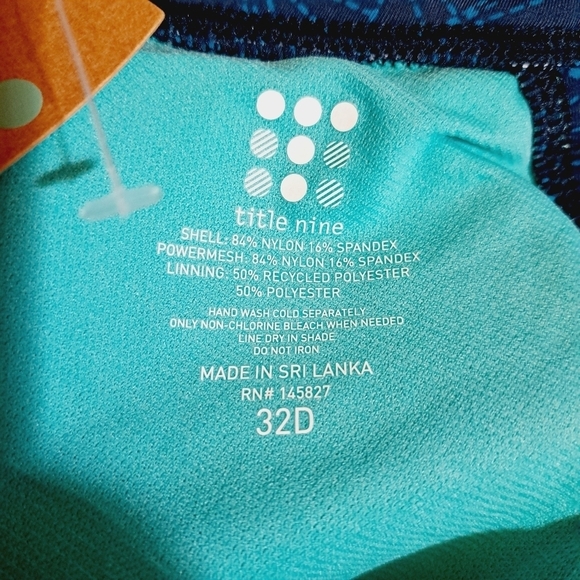 title nine
SHELL: 84% NYLON 16% SPANDEX
POWERMESH: 84% NYLON 16% SPANDEX
LINNING: 50% RECYCLED POLYESTER
50% POLYESTER
HAND WASH COLD SEPARATELY
ONLY NON-CHLORINE BLEACH WHEN NEEDED
LINE DRY IN SHADE
DO NOT IRON
MADE IN SRI LANKA
RN# 145827
32D